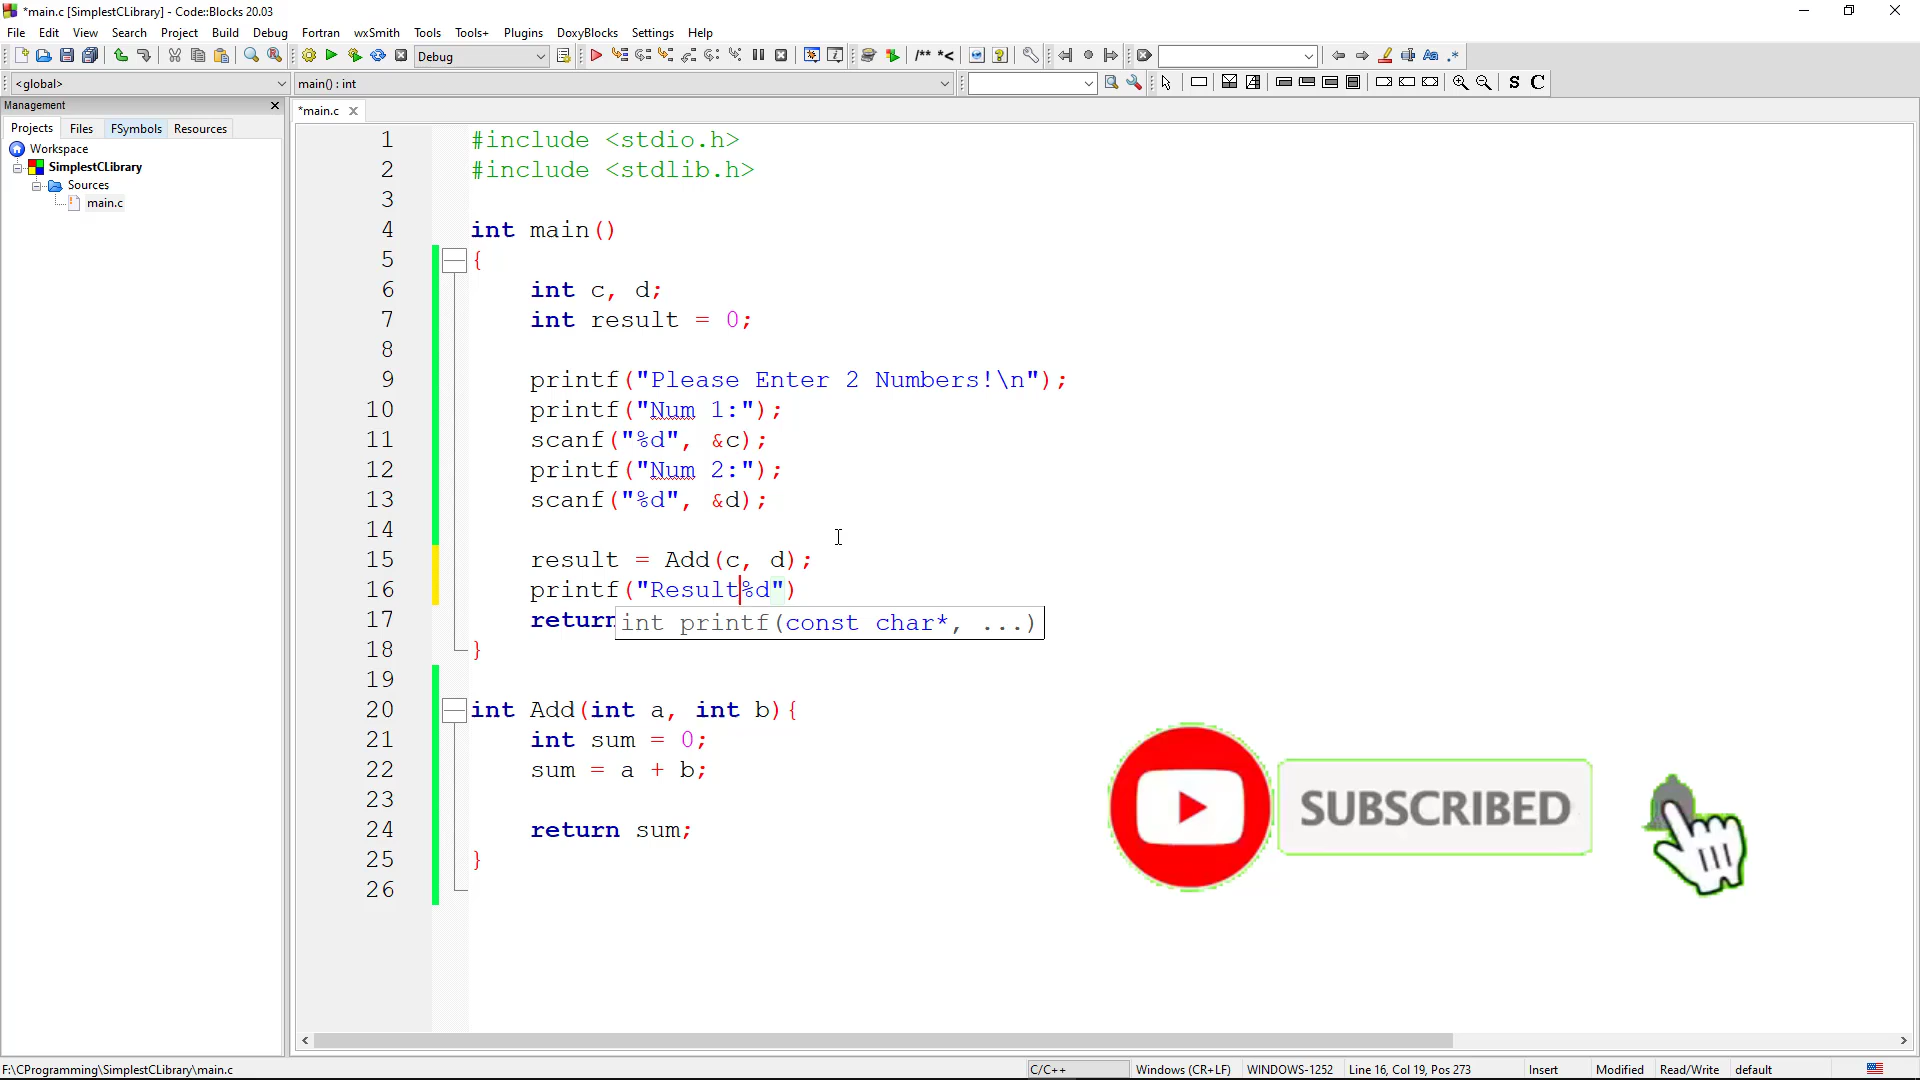 *main.c [SimplestCLibrary] - Code::Blocks 20.03
File Edit View Search Project Build Debug Fortran wxSmith Tools Tools+ Plugins DoxyBlocks Settings Help
Debug
/** *<
Aa .*
<global>
main() : int
S C
Management
*main.c
Projects Files FSymbols Resources
Workspace
SimplestCLibrary
Sources
main.c
1 #include <stdio.h>
2 #include <stdlib.h>
3
4 int main()
5 {
6 int c, d;
7 int result = 0;
8
9 printf("Please Enter 2 Numbers!\n");
10 printf("Num 1:");
11 scanf("%d", &c);
12 printf("Num 2:");
13 scanf("%d", &d);
14
15 result = Add(c, d);
16 printf("Result%d")
17 return
int printf(const char*, ...)
18 }
19
20 int Add(int a, int b){
21 int sum = 0;
22 sum = a + b;
23
24 return sum;
25 }
26
SUBSCRIBED
F:\CProgramming\SimplestCLibrary\main.c
C/C++
Windows (CR+LF)
WINDOWS-1252
Line 16, Col 19, Pos 273
Insert
Modified
Read/Write
default